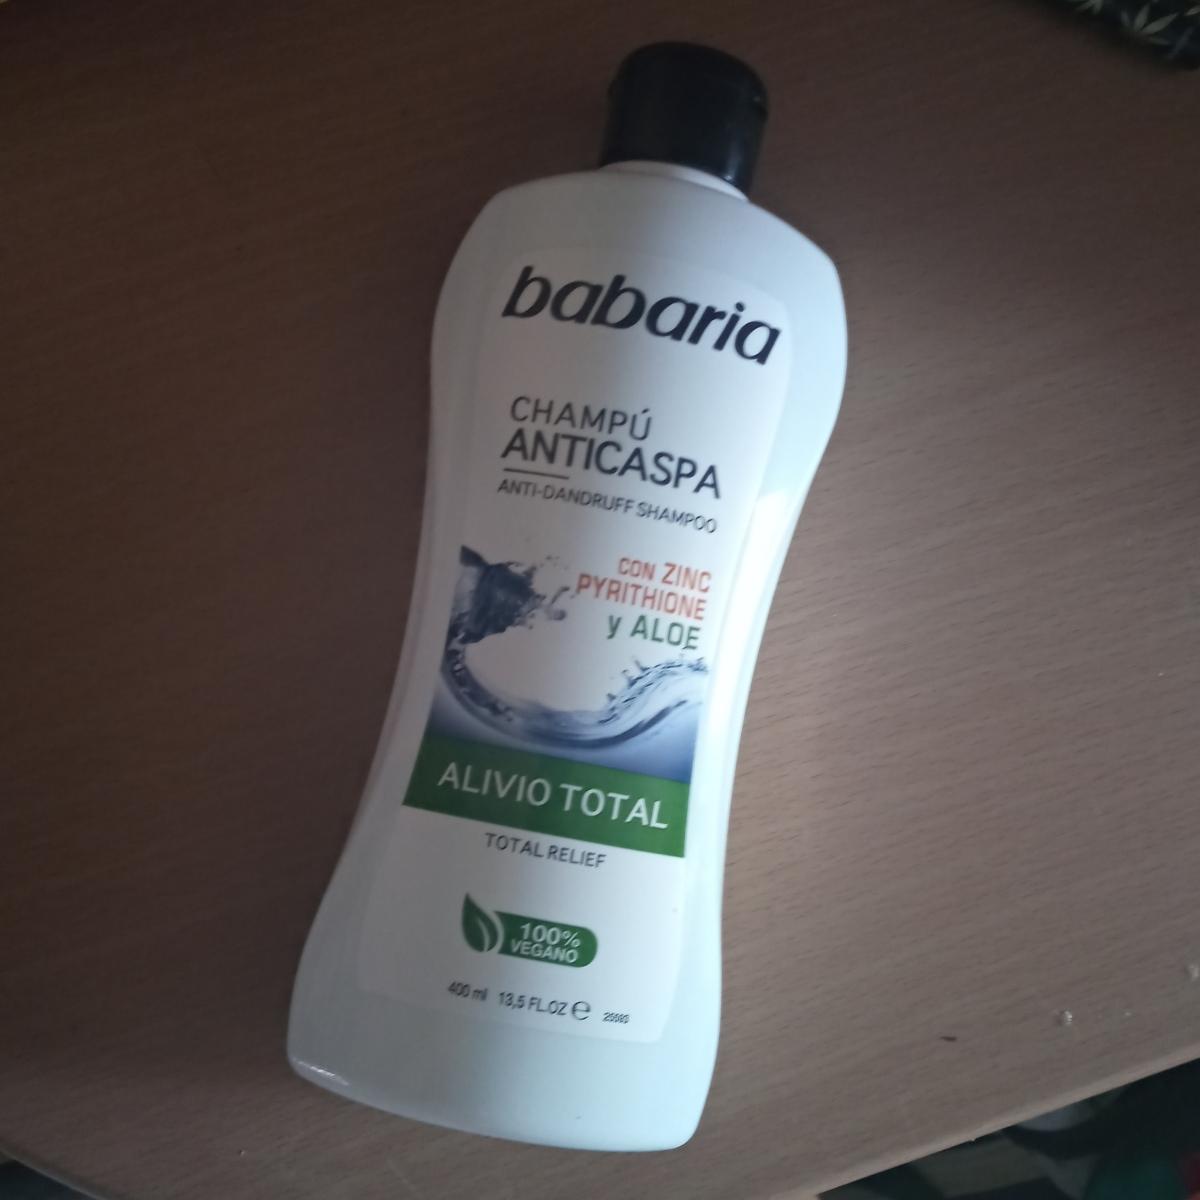 babaria
CHAMPÚ
ANTICASPA
ANTI-DANDRUFF SHAMPOO
CON ZINC
PYRITHIONE
y ALOE
ALIVIO TOTAL
TOTAL RELIEF
100%
VEGANO
400 ml 13,5 FL.OZ ℮